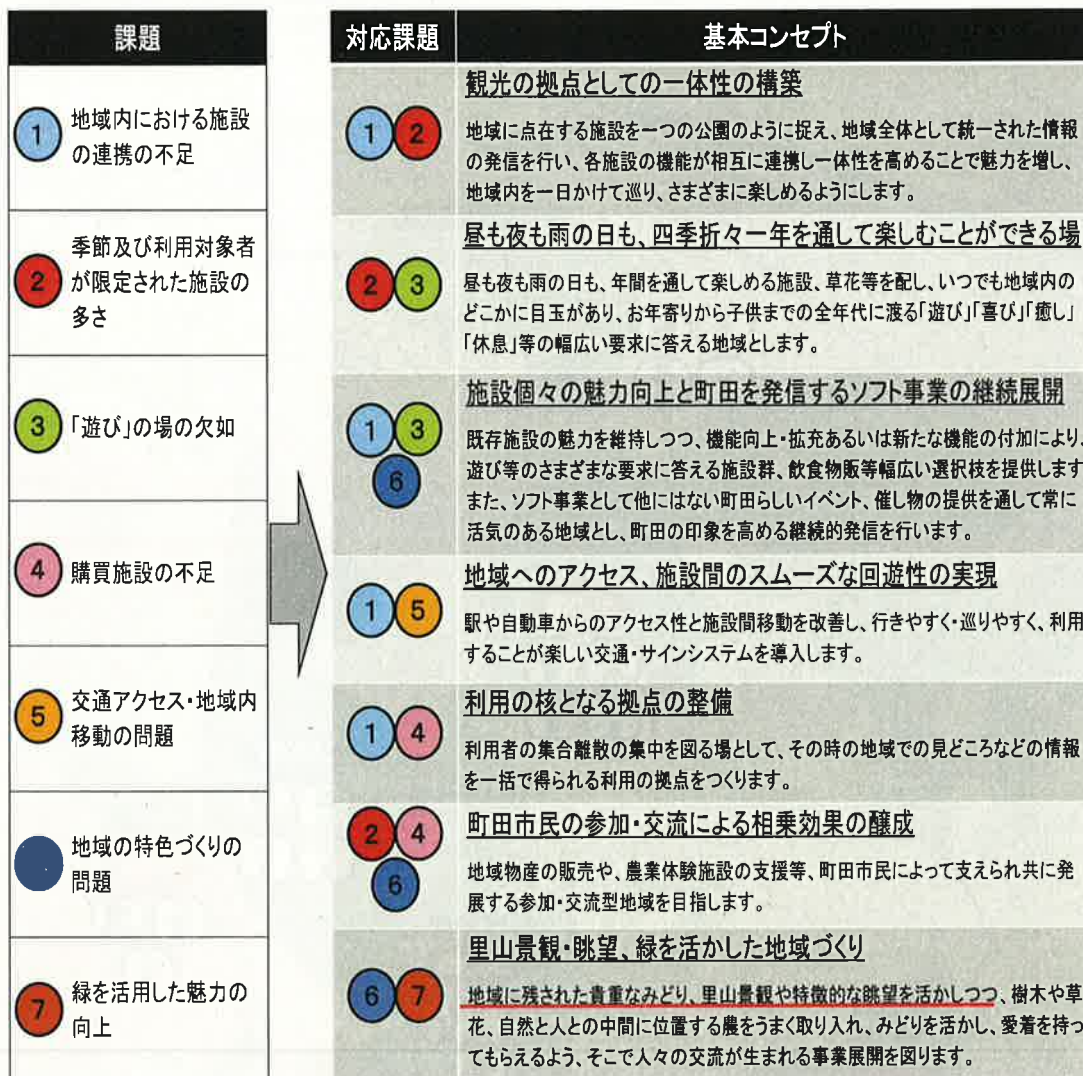 課題
1 地域内における施設
の連携の不足
2 季節及び利用対象者
が限定された施設の
多さ
3 「遊び」の場の欠如
4 購買施設の不足
5 交通アクセス・地域内
移動の問題
地域の特色づくりの
問題
7 緑を活用した魅力の
向上
対応課題 基本コンセプト
1 2
観光の拠点としての一体性の構築
地域に点在する施設を一つの公園のように捉え、地域全体として統一された情報
の発信を行い、各施設の機能が相互に連携し一体性を高めることで魅力を増し、
地域内を一日かけて巡り、さまざまに楽しめるようにします。
2 3
昼も夜も雨の日も、四季折々一年を通して楽しむことができる場
昼も夜も雨の日も、年間を通して楽しめる施設、草花等を配し、いつでも地域内の
どこかに目玉があり、お年寄りから子供までの全年代に渡る「遊び」「喜び」「癒し」
「休息」等の幅広い要求に答える地域とします。
1 3
6
施設個々の魅力向上と町田を発信するソフト事業の継続展開
既存施設の魅力を維持しつつ、機能向上・拡充あるいは新たな機能の付加により、
遊び等のさまざまな要求に答える施設群、飲食物販等幅広い選択枝を提供します
また、ソフト事業として他にはない町田らしいイベント、催し物の提供を通して常に
活気のある地域とし、町田の印象を高める継続的発信を行います。
1 5
地域へのアクセス、施設間のスムーズな回遊性の実現
駅や自動車からのアクセス性と施設間移動を改善し、行きやすく・巡りやすく、利用
することが楽しい交通・サインシステムを導入します。
1 4
利用の核となる拠点の整備
利用者の集合離散の集中を図る場として、その時の地域での見どころなどの情報
を一括で得られる利用の拠点をつくります。
2 4
6
町田市民の参加・交流による相乗効果の醸成
地域物産の販売や、農業体験施設の支援等、町田市民によって支えられ共に発
展する参加・交流型地域を目指します。
6 7
里山景観・眺望、緑を活かした地域づくり
地域に残された貴重なみどり、里山景観や特徴的な眺望を活かしつつ、樹木や草
花、自然と人との中間に位置する農をうまく取り入れ、みどりを活かし、愛着を持っ
てもらえるよう、そこで人々の交流が生まれる事業展開を図ります。